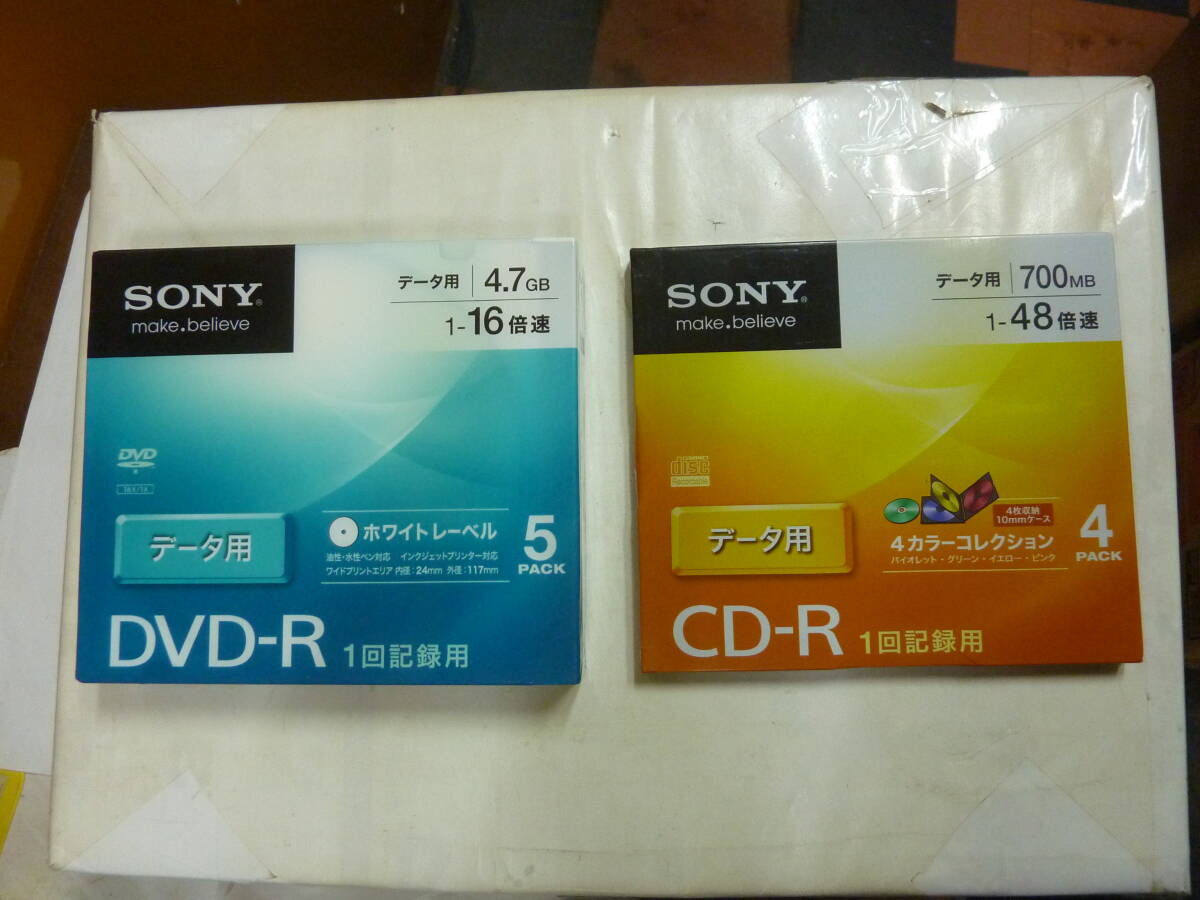 SONY®
make.believe
データ用 4.7GB
1-16倍速
DVD
R
16X/1X
データ用
ホワイトレーベル
油性・水性ペン対応 インクジェットプリンター対応
ワイドプリントエリア 内径:24mm 外径:117mm
5
PACK
DVD-R 1回記録用
SONY®
make.believe
データ用 700MB
1-48倍速
COMPACT
disc
Recordable
データ用
4枚収納
10mmケース
4カラーコレクション
バイオレット・グリーン・イエロー・ピンク
4
PACK
CD-R 1回記録用